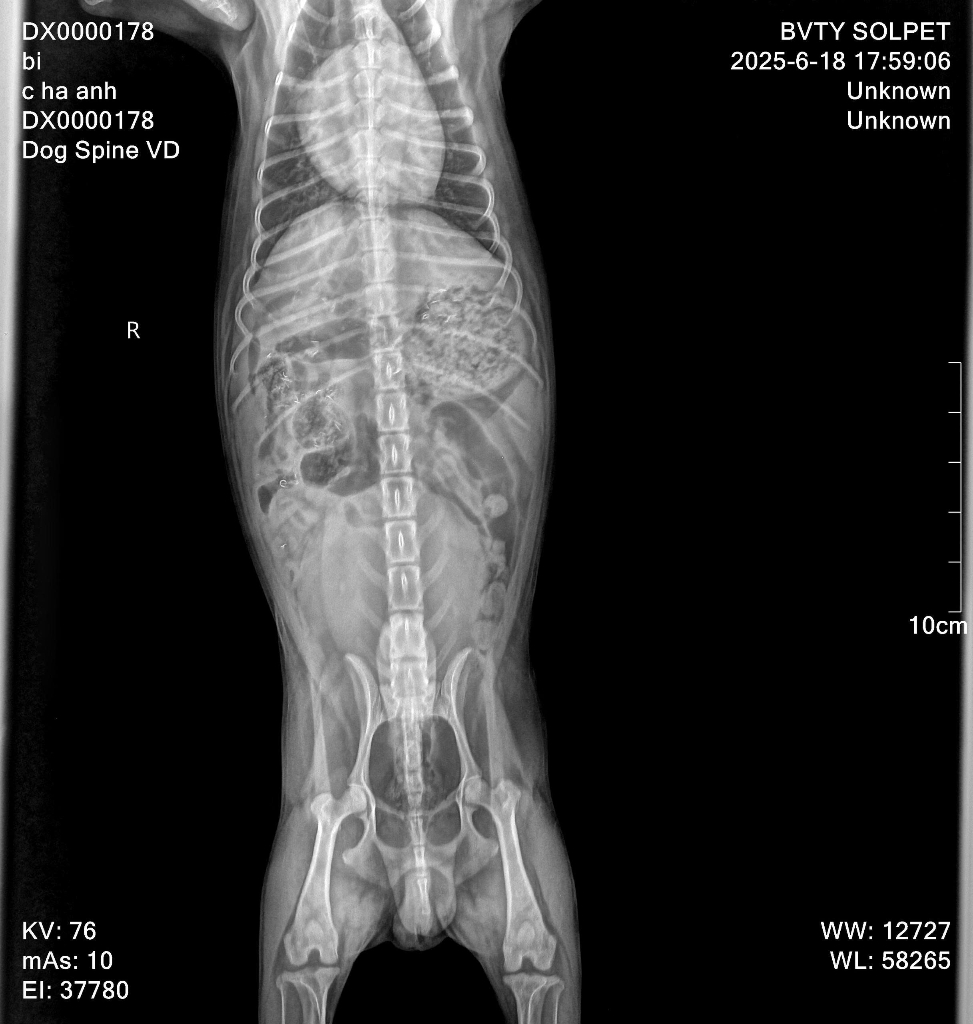 DX0000178
bi
c ha anh
DX0000178
Dog Spine VD
BVTY SOLPET
2025-6-18 17:59:06
Unknown
Unknown
R
10cm
KV: 76
mAs: 10
EI: 37780
WW: 12727
WL: 58265